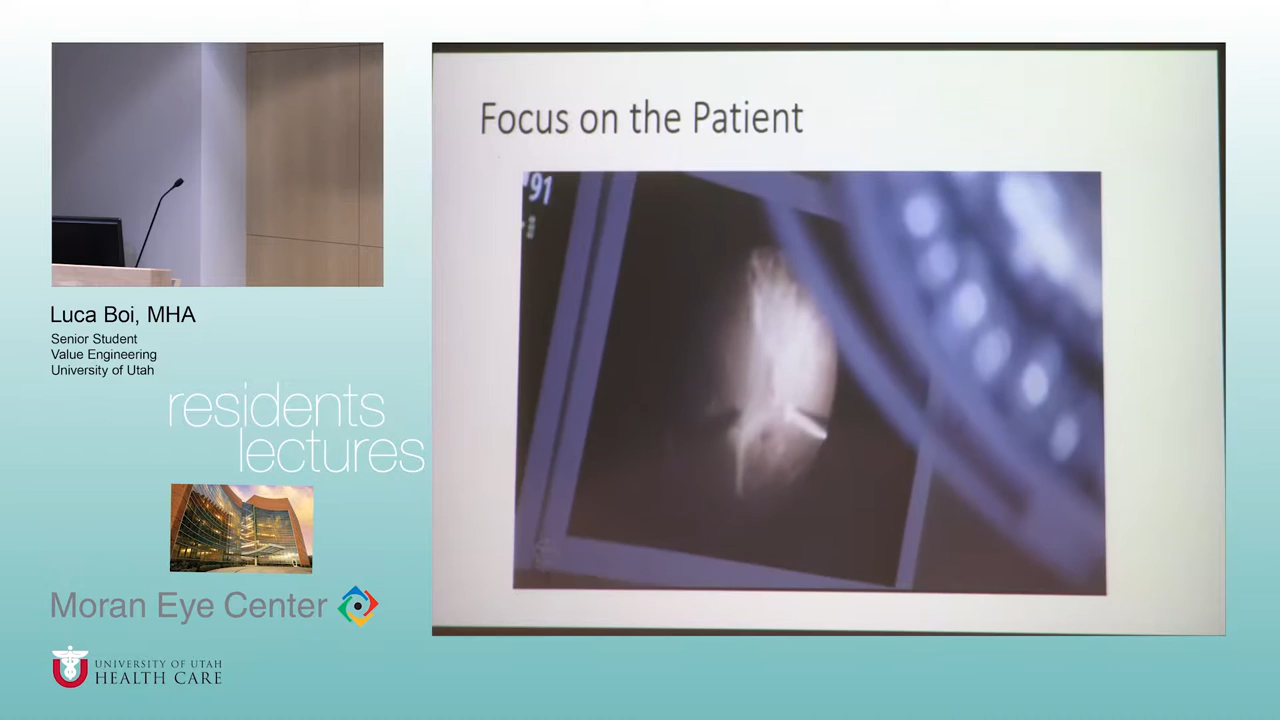 Focus on the Patient
'91
Luca Boi, MHA
Senior Student
Value Engineering
University of Utah
residents
lectures
Moran Eye Center
UNIVERSITY OF UTAH
HEALTH CARE